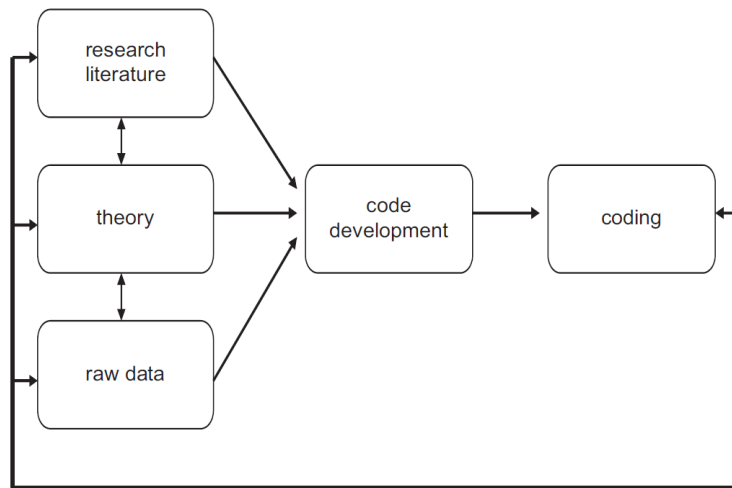 research
literature
theory
code
development
coding
raw data